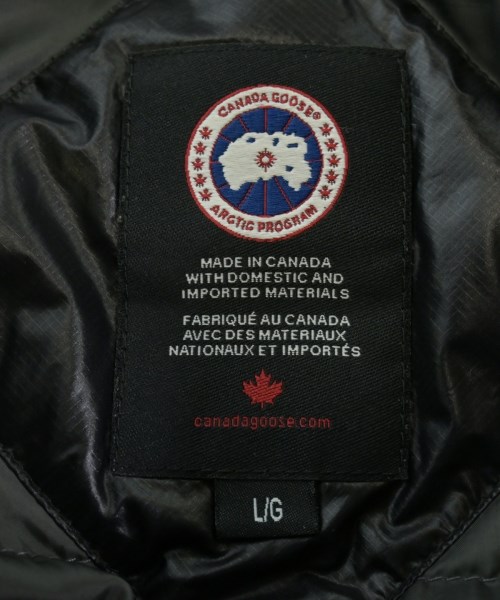 CANADA GOOSE®
ARCTIC PROGRAM
MADE IN CANADA
WITH DOMESTIC AND
IMPORTED MATERIALS
FABRIQUÉ AU CANADA
AVEC DES MATERIAUX
NATIONAUX ET IMPORTÉS
canadagoose.com
L/G